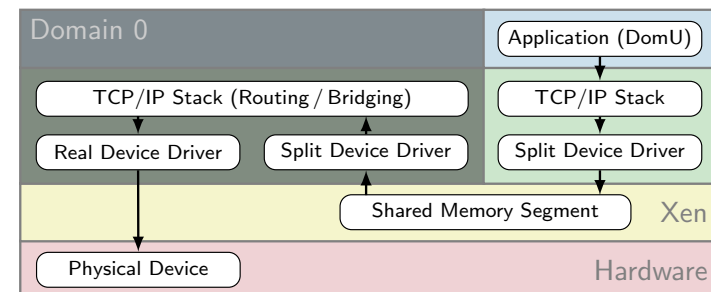 Domain 0
Application (DomU)
TCP/IP Stack (Routing / Bridging)
TCP/IP Stack
Real Device Driver
Split Device Driver
Split Device Driver
Shared Memory Segment
Xen
Physical Device
Hardware